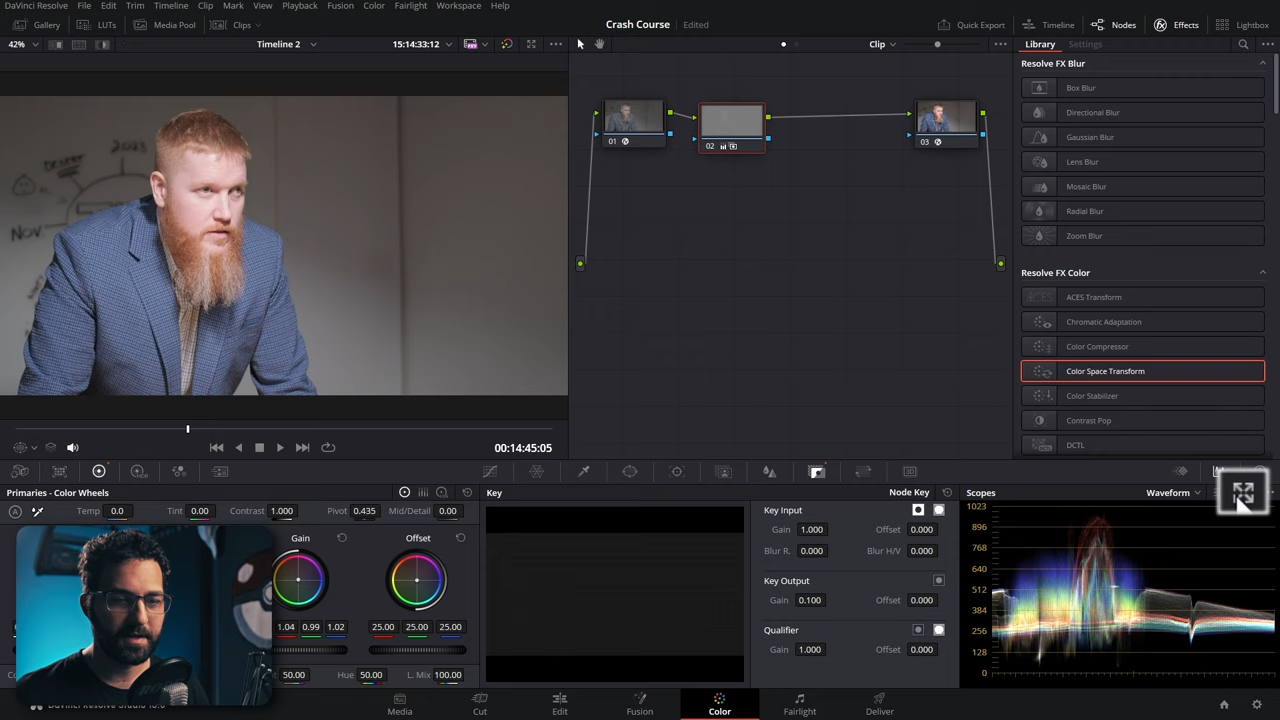 DaVinci Resolve File Edit Trim Timeline Clip Mark View Playback Fusion Color Fairlight Workspace Help
Gallery LUTs Media Pool Clips Crash Course Edited Quick Export Timeline Nodes Effects Lightbox
42% Timeline 2 15:14:33:12 Clip Library Settings
Resolve FX Blur
Box Blur
Directional Blur
Gaussian Blur
Lens Blur
Mosaic Blur
Radial Blur
Zoom Blur
Resolve FX Color
ACES Transform
Chromatic Adaptation
Color Compressor
Color Space Transform
Color Stabilizer
Contrast Pop
DCTL
2023
Nov
01
02
03
00:14:45:05
Primaries - Color Wheels
Temp 0.0 Tint 0.00 Contrast 1.000 Pivot 0.435 Mid/Detail 0.00
Gain Offset
1.04 0.99 1.02 25.00 25.00 25.00
50.00 Hue 50.00 L. Mix 100.00
Key Node Key
Key Input
Gain 1.000 Offset 0.000
Blur R. 0.000 Blur H/V 0.000
Key Output
Gain 0.100 Offset 0.000
Qualifier
Gain 1.000 Offset 0.000
Scopes Waveform
1023
896
768
640
512
384
256
128
0
Media Cut Edit Fusion Color Fairlight Deliver